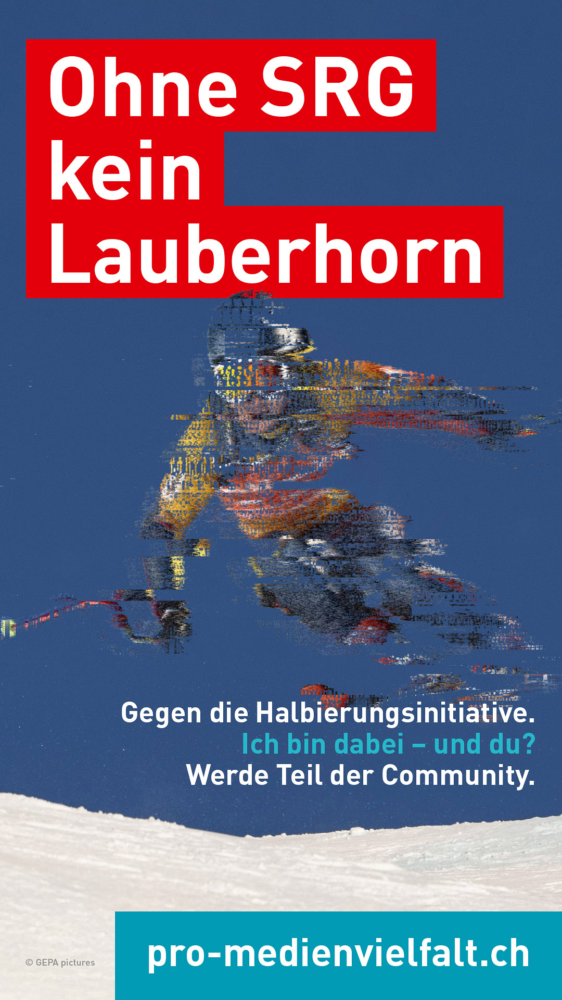 Ohne SRG
kein
Lauberhorn
Gegen die Halbierungsinitiative.
Ich bin dabei – und du?
Werde Teil der Community.
pro-medienvielfalt.ch
© GEPA pictures